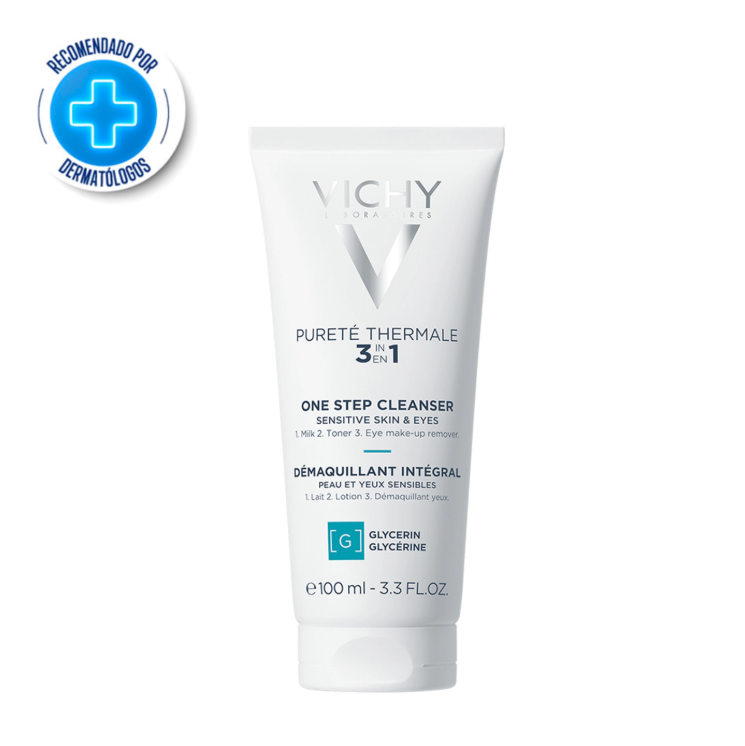 RECOMENDADO POR
DERMATÓLOGOS
VICHY
LABORATOIRES
V
PURETÉ THERMALE
3 IN EN 1
ONE STEP CLEANSER
SENSITIVE SKIN & EYES
1. Milk 2. Toner 3. Eye make-up remover.
DÉMAQUILLANT INTÉGRAL
PEAU ET YEUX SENSIBLES
1. Lait 2. Lotion 3. Démaquillant yeux.
[G] GLYCERIN
GLYCÉRINE
℮100 ml - 3.3 FL.OZ.